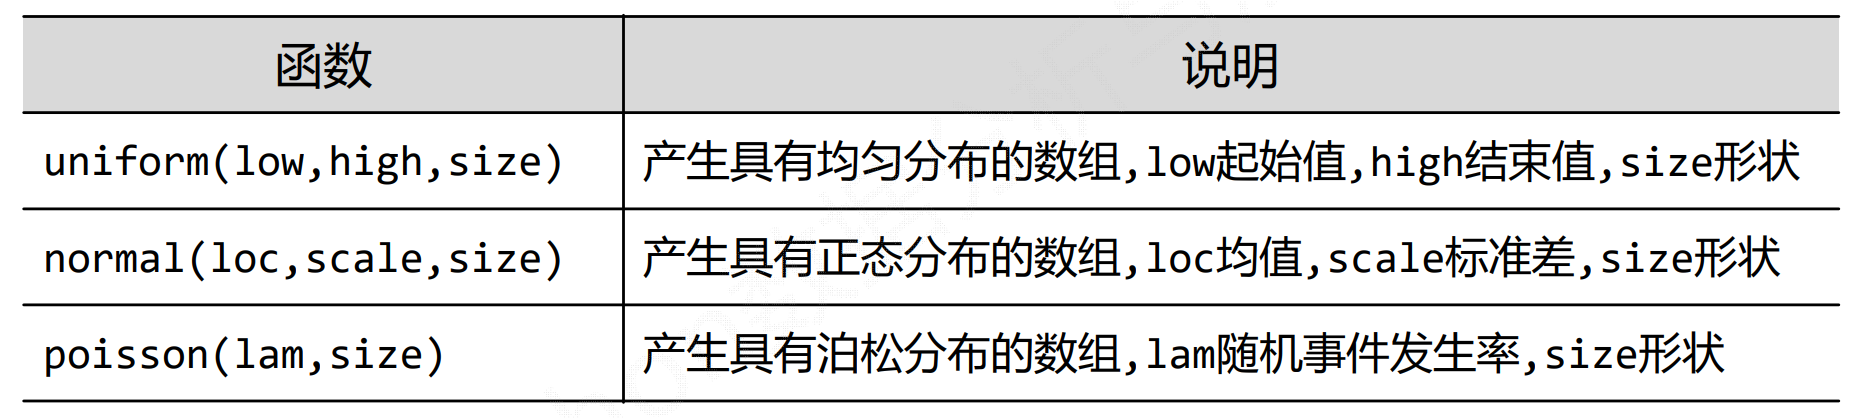 函数 说明
uniform(low,high,size) 产生具有均匀分布的数组,low起始值,high结束值,size形状
normal(loc,scale,size) 产生具有正态分布的数组,loc均值,scale标准差,size形状
poisson(lam,size) 产生具有泊松分布的数组,lam随机事件发生率,size形状